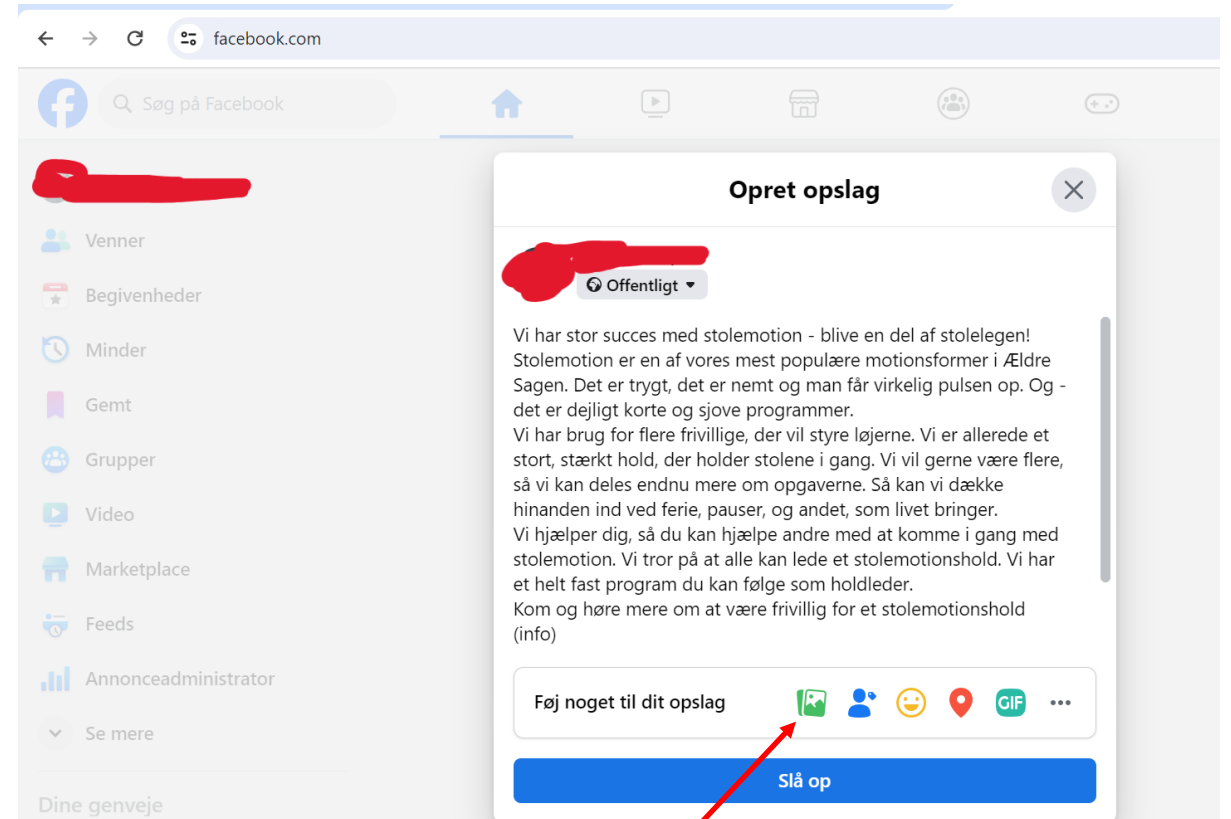 facebook.com
Søg på Facebook
Venner
Begivenheder
Minder
Gemt
Grupper
Video
Marketplace
Feeds
Annonceadministrator
Se mere
Dine genveje
Opret opslag
Offentligt
Vi har stor succes med stolemotion - blive en del af stolelegen!
Stolemotion er en af vores mest populære motionsformer i Ældre
Sagen. Det er trygt, det er nemt og man får virkelig pulsen op. Og -
det er dejligt korte og sjove programmer.
Vi har brug for flere frivillige, der vil styre løjerne. Vi er allerede et
stort, stærkt hold, der holder stolene i gang. Vi vil gerne være flere,
så vi kan deles endnu mere om opgaverne. Så kan vi dække
hinanden ind ved ferie, pauser, og andet, som livet bringer.
Vi hjælper dig, så du kan hjælpe andre med at komme i gang med
stolemotion. Vi tror på at alle kan lede et stolemotionshold. Vi har
et helt fast program du kan følge som holdleder.
Kom og høre mere om at være frivillig for et stolemotionshold
(info)
Føj noget til dit opslag
GIF
Slå op